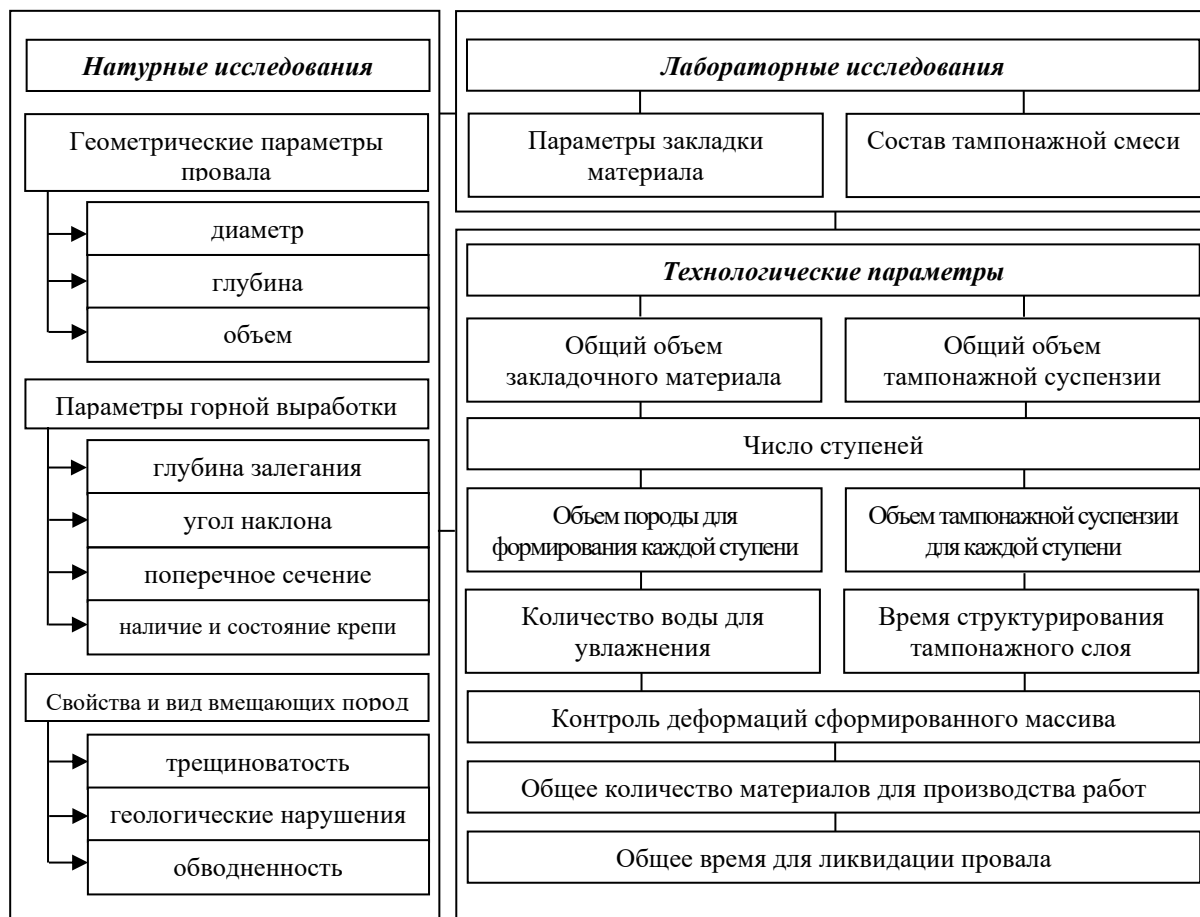 Натурные исследования
Геометрические параметры
провала
диаметр
глубина
объем
Параметры горной выработки
глубина залегания
угол наклона
поперечное сечение
наличие и состояние крепи
Свойства и вид вмещающих пород
трещиноватость
геологические нарушения
обводненность
Лабораторные исследования
Параметры закладки
материала
Состав тампонажной смеси
Технологические параметры
Общий объем
закладочного материала
Общий объем
тампонажной суспензии
Число ступеней
Объем породы для
формирования каждой ступени
Объем тампонажной суспензии
для каждой ступени
Количество воды для
увлажнения
Время структурирования
тампонажного слоя
Контроль деформаций сформированного массива
Общее количество материалов для производства работ
Общее время для ликвидации провала